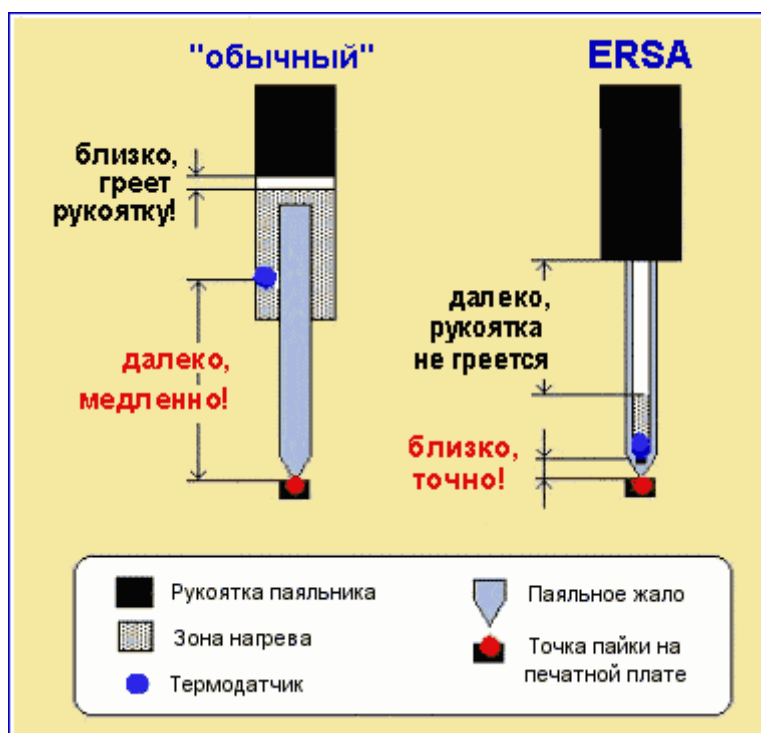 "обычный"
ERSA
близко,
греет
рукоятку!
далеко,
медленно!
далеко,
рукоятка
не греется
близко,
точно!
Рукоятка паяльника
Зона нагрева
Термодатчик
Паяльное жало
Точка пайки на
печатной плате